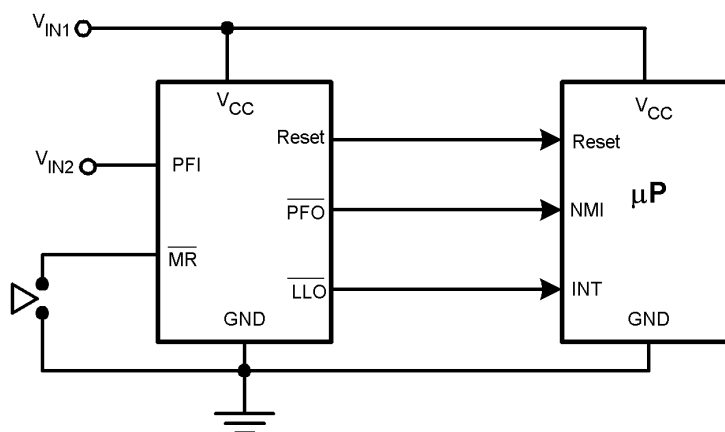 VIN1
VCC
VCC
Reset
Reset
VIN2
PFI
μP
PFO
NMI
MR
LLO
INT
GND
GND